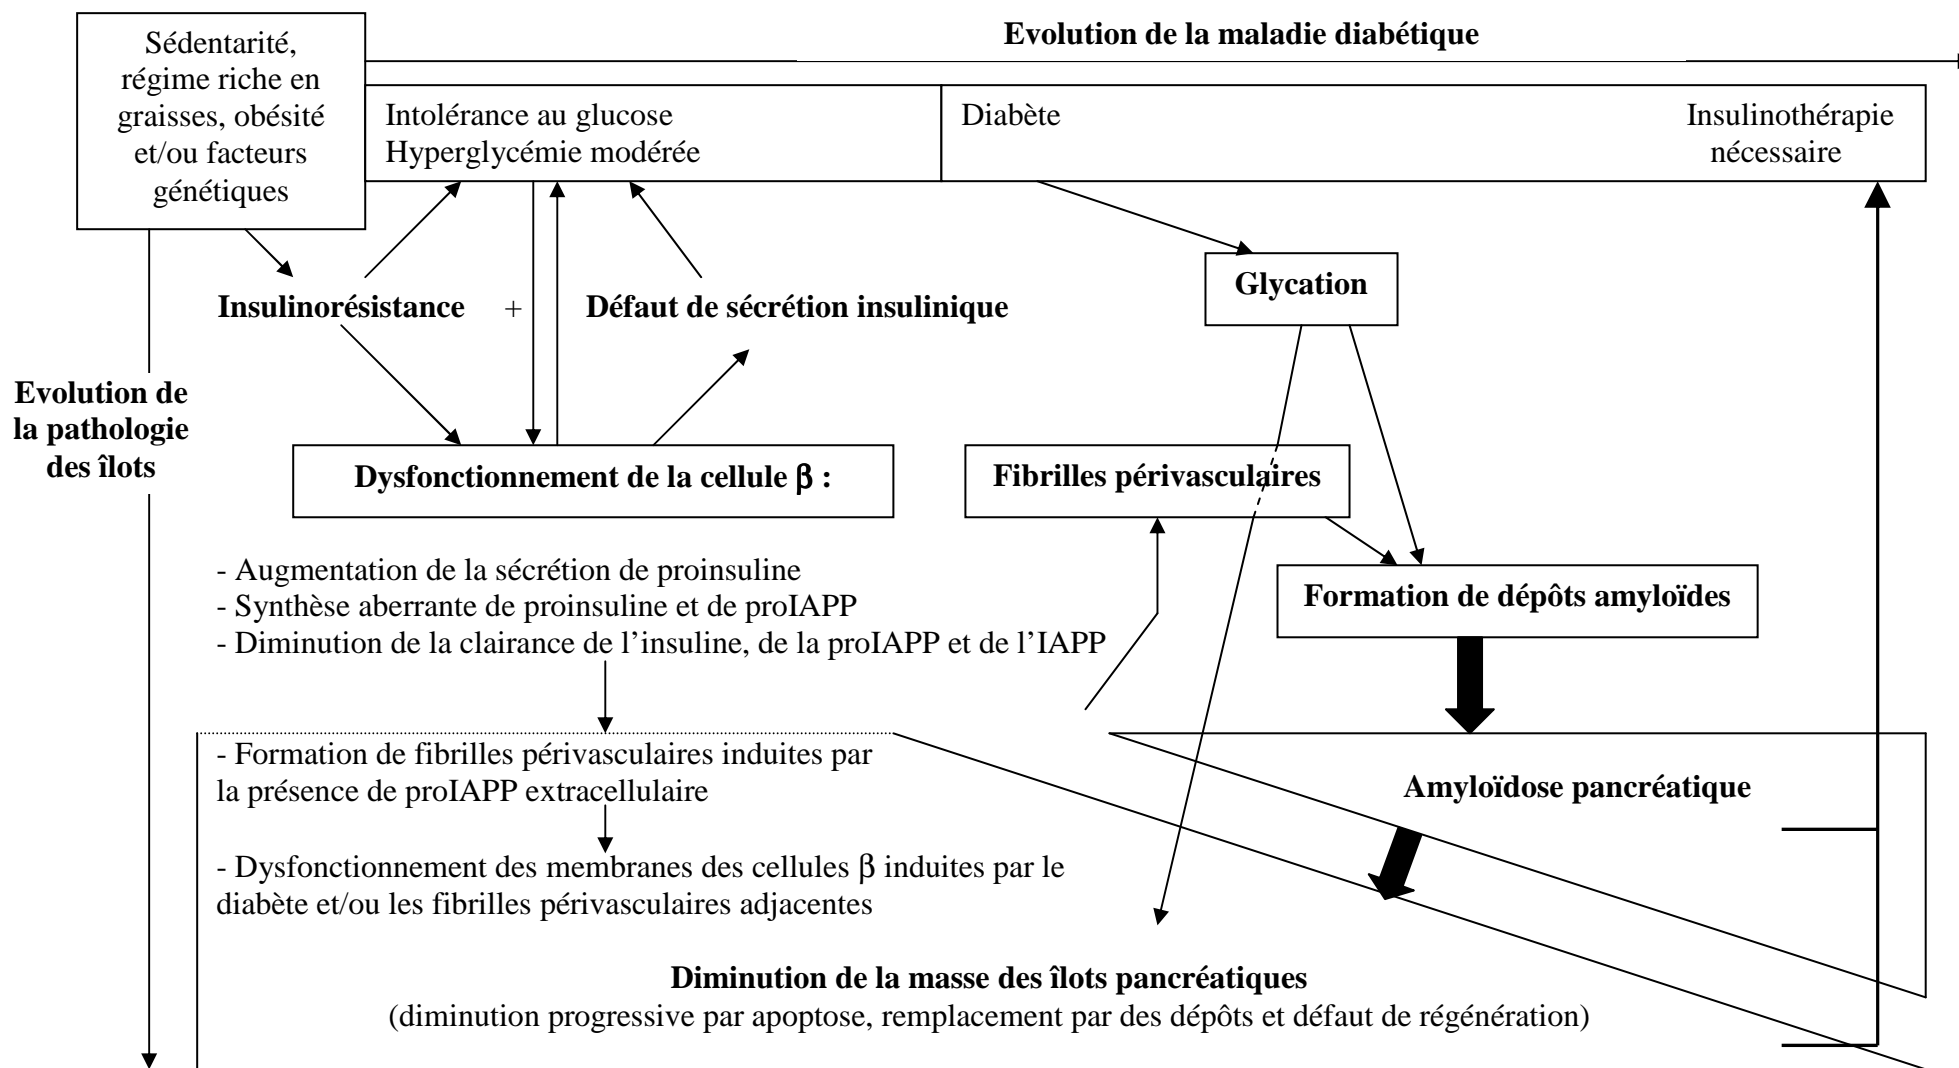 Sédentarité,
régime riche en
graisses, obésité
et/ou facteurs
génétiques
Evolution de la maladie diabétique
Intolérance au glucose
Hyperglycémie modérée
Diabète
Insulinothérapie
nécessaire
Insulinorésistance
+
Défaut de sécrétion insulinique
Glycation
Evolution de
la pathologie
des îlots
Dysfonctionnement de la cellule β :
Fibrilles périvasculaires
- Augmentation de la sécrétion de proinsuline
- Synthèse aberrante de proinsuline et de proIAPP
- Diminution de la clairance de l’insuline, de la proIAPP et de l’IAPP
Formation de dépôts amyloïdes
- Formation de fibrilles périvasculaires induites par
la présence de proIAPP extracellulaire
Amyloïdose pancréatique
- Dysfonctionnement des membranes des cellules β induites par le
diabète et/ou les fibrilles périvasculaires adjacentes
Diminution de la masse des îlots pancréatiques
(diminution progressive par apoptose, remplacement par des dépôts et défaut de régénération)